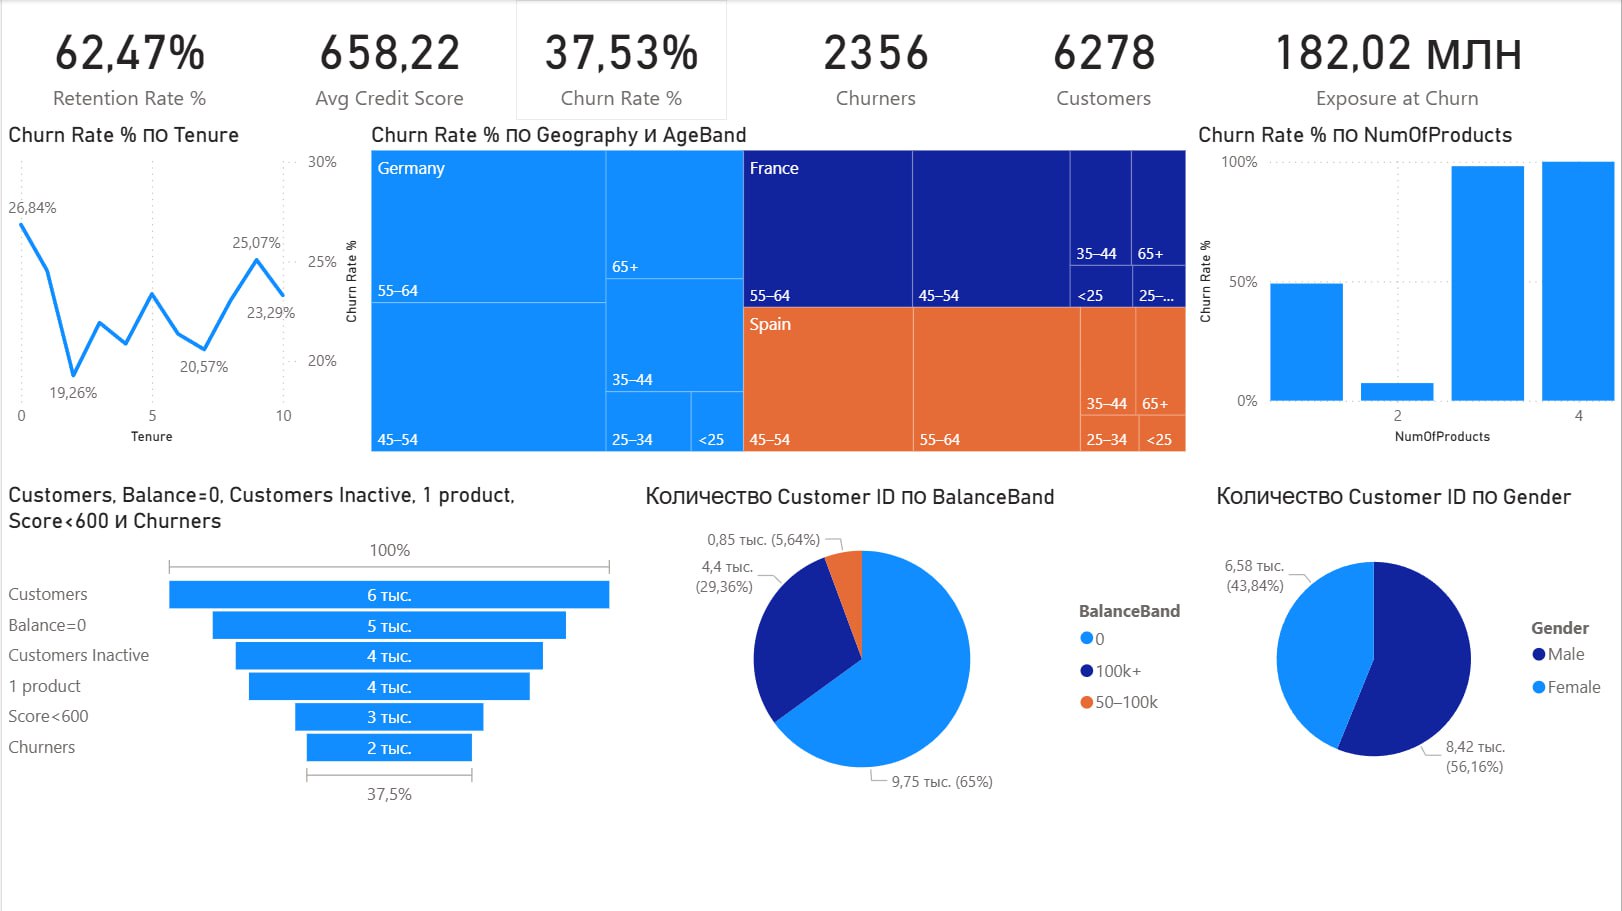 62,47%
Retention Rate %
658,22
Avg Credit Score
37,53%
Churn Rate %
2356
Churners
6278
Customers
182,02 млн
Exposure at Churn
Churn Rate % по Tenure
30%
25%
20%
26,84%
19,26%
20,57%
25,07%
23,29%
0
5
10
Tenure
Churn Rate % по Geography и AgeBand
Churn Rate %
Germany
55–64
45–54
65+
35–44
25–34
<25
France
55–64
45–54
35–44
65+
<25
25–...
Spain
45–54
55–64
35–44
65+
25–34
<25
Churn Rate % по NumOfProducts
Churn Rate %
100%
50%
0%
2
4
NumOfProducts
Customers, Balance=0, Customers Inactive, 1 product,
Score<600 и Churners
100%
Customers
6 тыс.
Balance=0
5 тыс.
Customers Inactive
4 тыс.
1 product
4 тыс.
Score<600
3 тыс.
Churners
2 тыс.
37,5%
Количество Customer ID по BalanceBand
0,85 тыс. (5,64%)
4,4 тыс.
(29,36%)
9,75 тыс. (65%)
BalanceBand
0
100k+
50–100k
Количество Customer ID по Gender
6,58 тыс.
(43,84%)
8,42 тыс.
(56,16%)
Gender
Male
Female